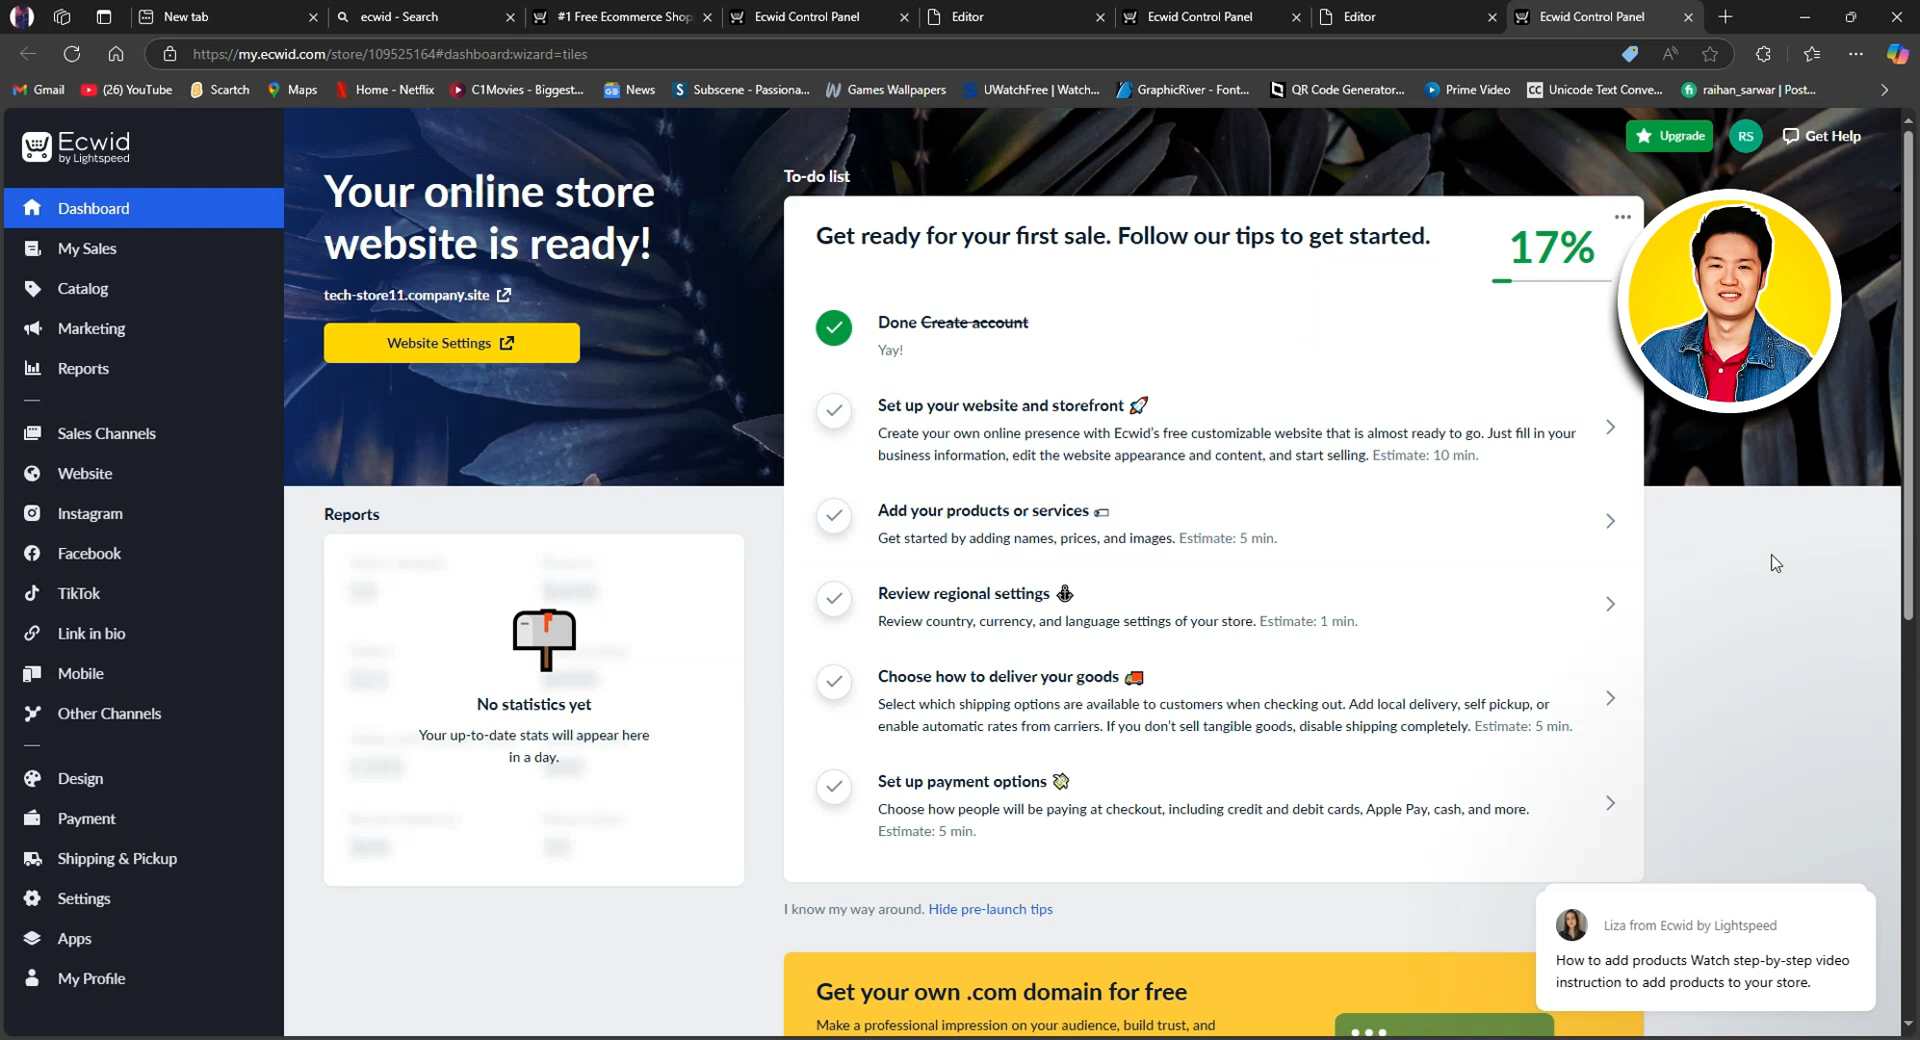 New tab
ecwid - Search
#1 Free Ecommerce Shop
Ecwid Control Panel
Editor
Ecwid Control Panel
Editor
Ecwid Control Panel
https://my.ecwid.com/store/109525164#dashboard:wizard=tiles
Gmail
(26) YouTube
Scartch
Maps
Home - Netflix
C1Movies - Biggest...
News
Subscene - Passiona...
Games Wallpapers
UWatchFree | Watch...
GraphicRiver - Font...
QR Code Generator...
Prime Video
CC Unicode Text Conve...
raihan_sarwar | Post...
Ecwid
by Lightspeed
Dashboard
My Sales
Catalog
Marketing
Reports
Sales Channels
Website
Instagram
Facebook
TikTok
Link in bio
Mobile
Other Channels
Design
Payment
Shipping & Pickup
Settings
Apps
My Profile
Upgrade
RS
Get Help
Your online store
website is ready!
tech-store11.company.site
Website Settings
Reports
No statistics yet
Your up-to-date stats will appear here
in a day.
To-do list
Get ready for your first sale. Follow our tips to get started.
17%
Done Create account
Yay!
Set up your website and storefront 🚀
Create your own online presence with Ecwid's free customizable website that is almost ready to go. Just fill in your
business information, edit the website appearance and content, and start selling. Estimate: 10 min.
Add your products or services
Get started by adding names, prices, and images. Estimate: 5 min.
Review regional settings
Review country, currency, and language settings of your store. Estimate: 1 min.
Choose how to deliver your goods 🚚
Select which shipping options are available to customers when checking out. Add local delivery, self pickup, or
enable automatic rates from carriers. If you don't sell tangible goods, disable shipping completely. Estimate: 5 min.
Set up payment options 💸
Choose how people will be paying at checkout, including credit and debit cards, Apple Pay, cash, and more.
Estimate: 5 min.
I know my way around. Hide pre-launch tips
Get your own .com domain for free
Make a professional impression on your audience, build trust, and
Liza from Ecwid by Lightspeed
How to add products Watch step-by-step video
instruction to add products to your store.